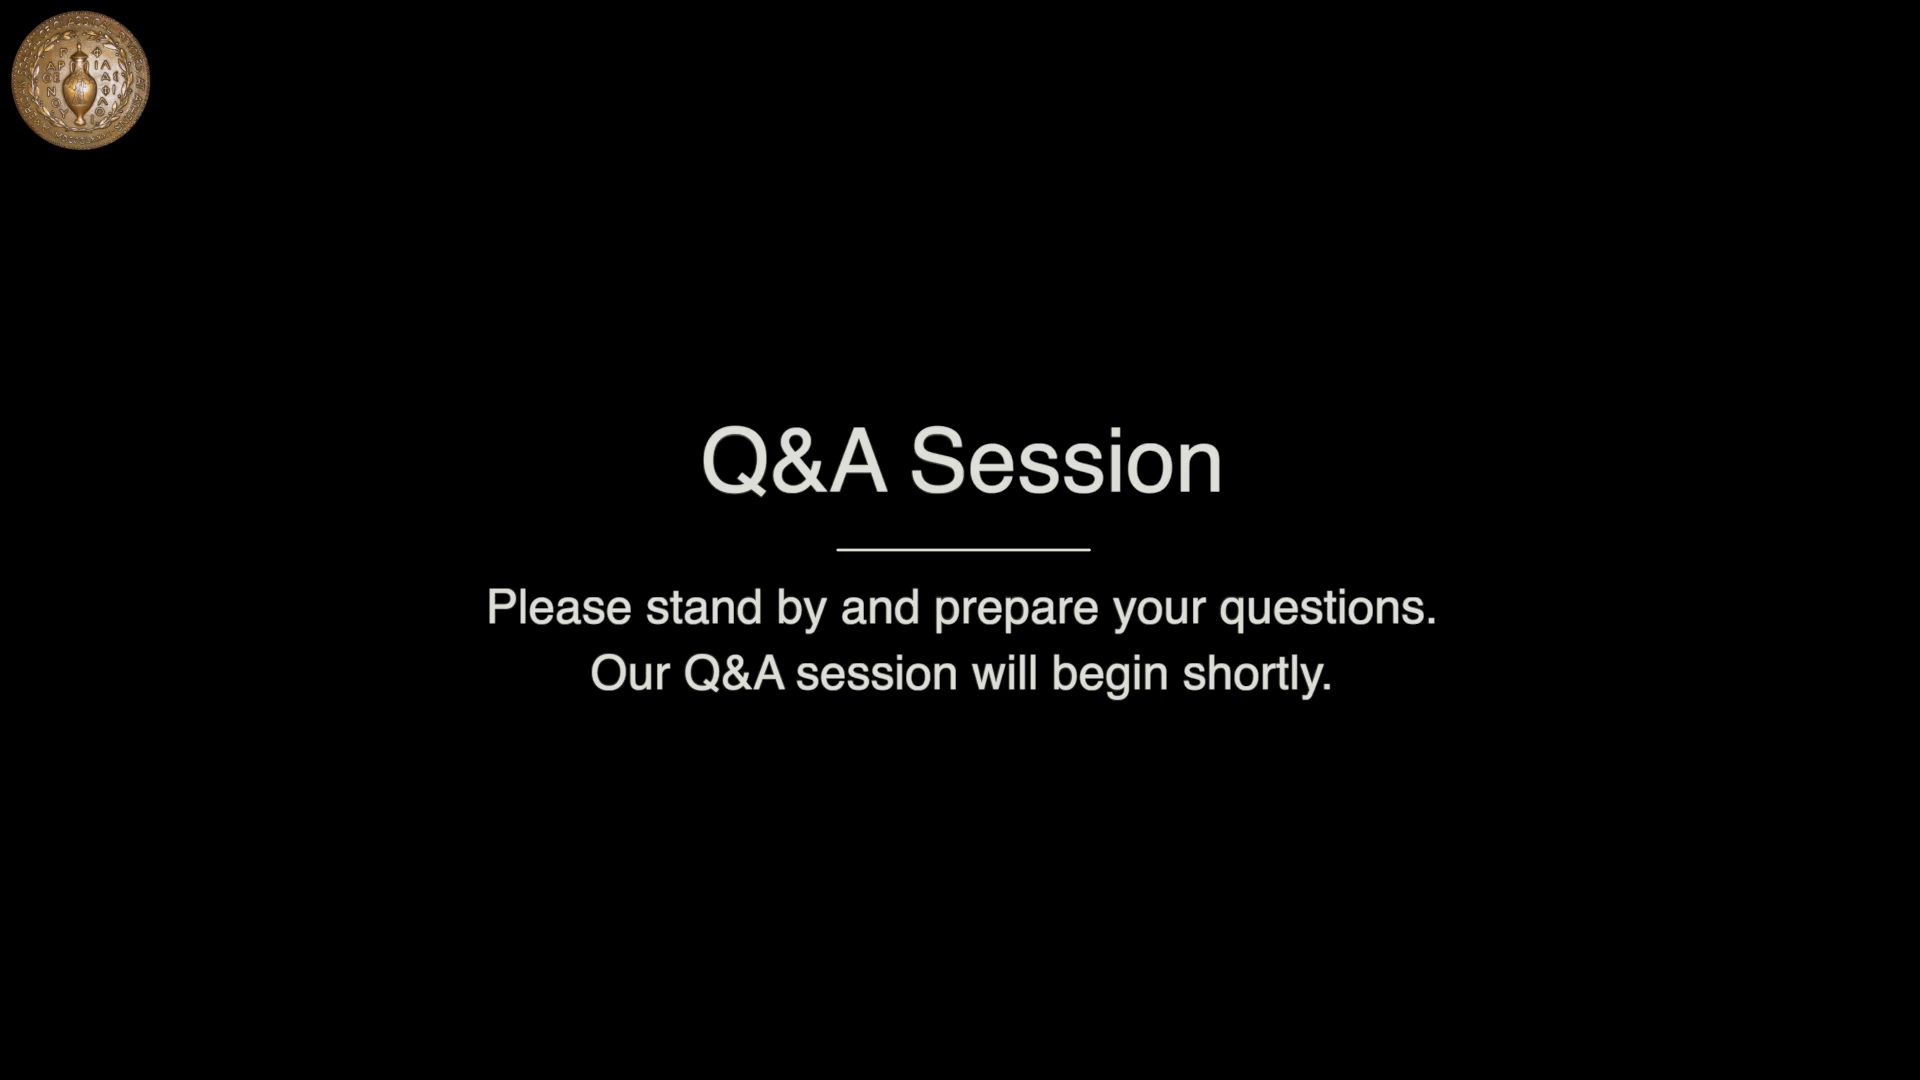 Q&A Session
Please stand by and prepare your questions.
Our Q&A session will begin shortly.